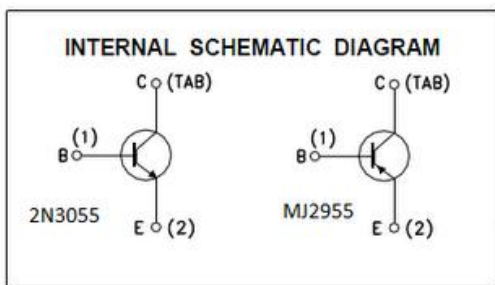 INTERNAL SCHEMATIC DIAGRAM
C (TAB)
C (TAB)
(1)
(1)
B
B
2N3055
MJ2955
E (2)
E (2)